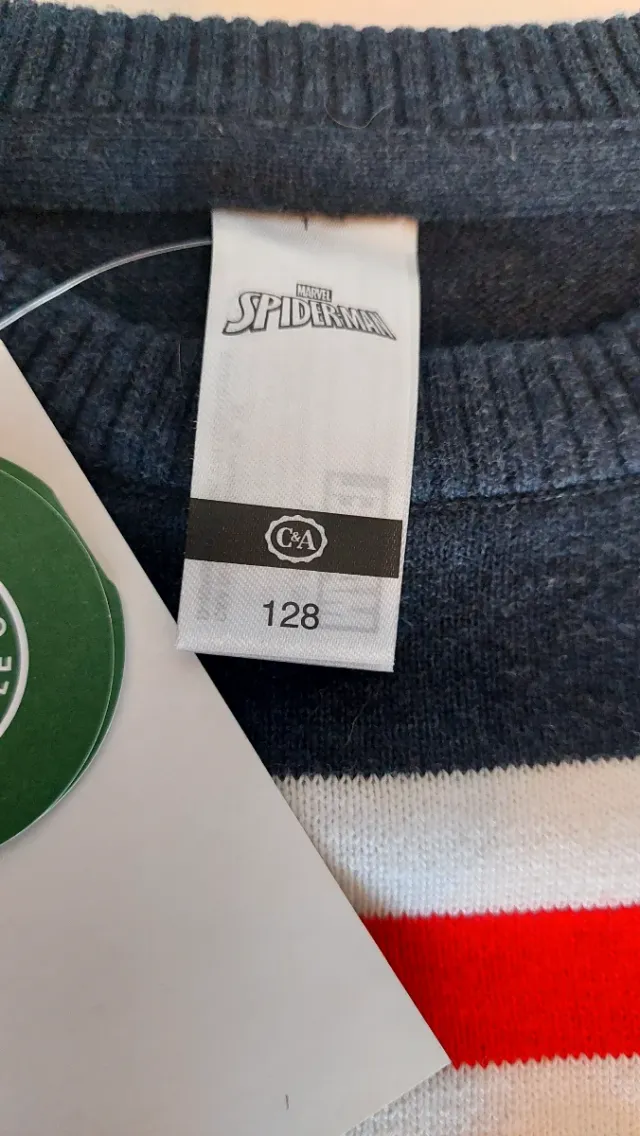 MARVEL
SPIDER-MAN
C&A
128